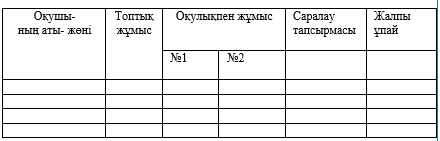 Оқушы-
ның аты- жөні
Топтық
жұмыс
Оқулықпен жұмыс
Саралау
тапсырмасы
Жалпы
ұпай
№1
№2